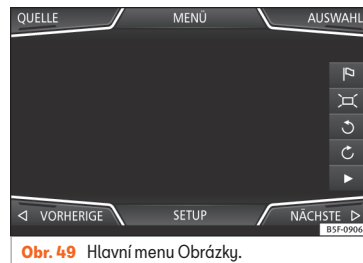 QUELLE MENÜ AUSWAHL
◁ VORHERIGE SETUP NÄCHSTE ▷
B5F-0906
Obr. 49 Hlavní menu Obrázky.